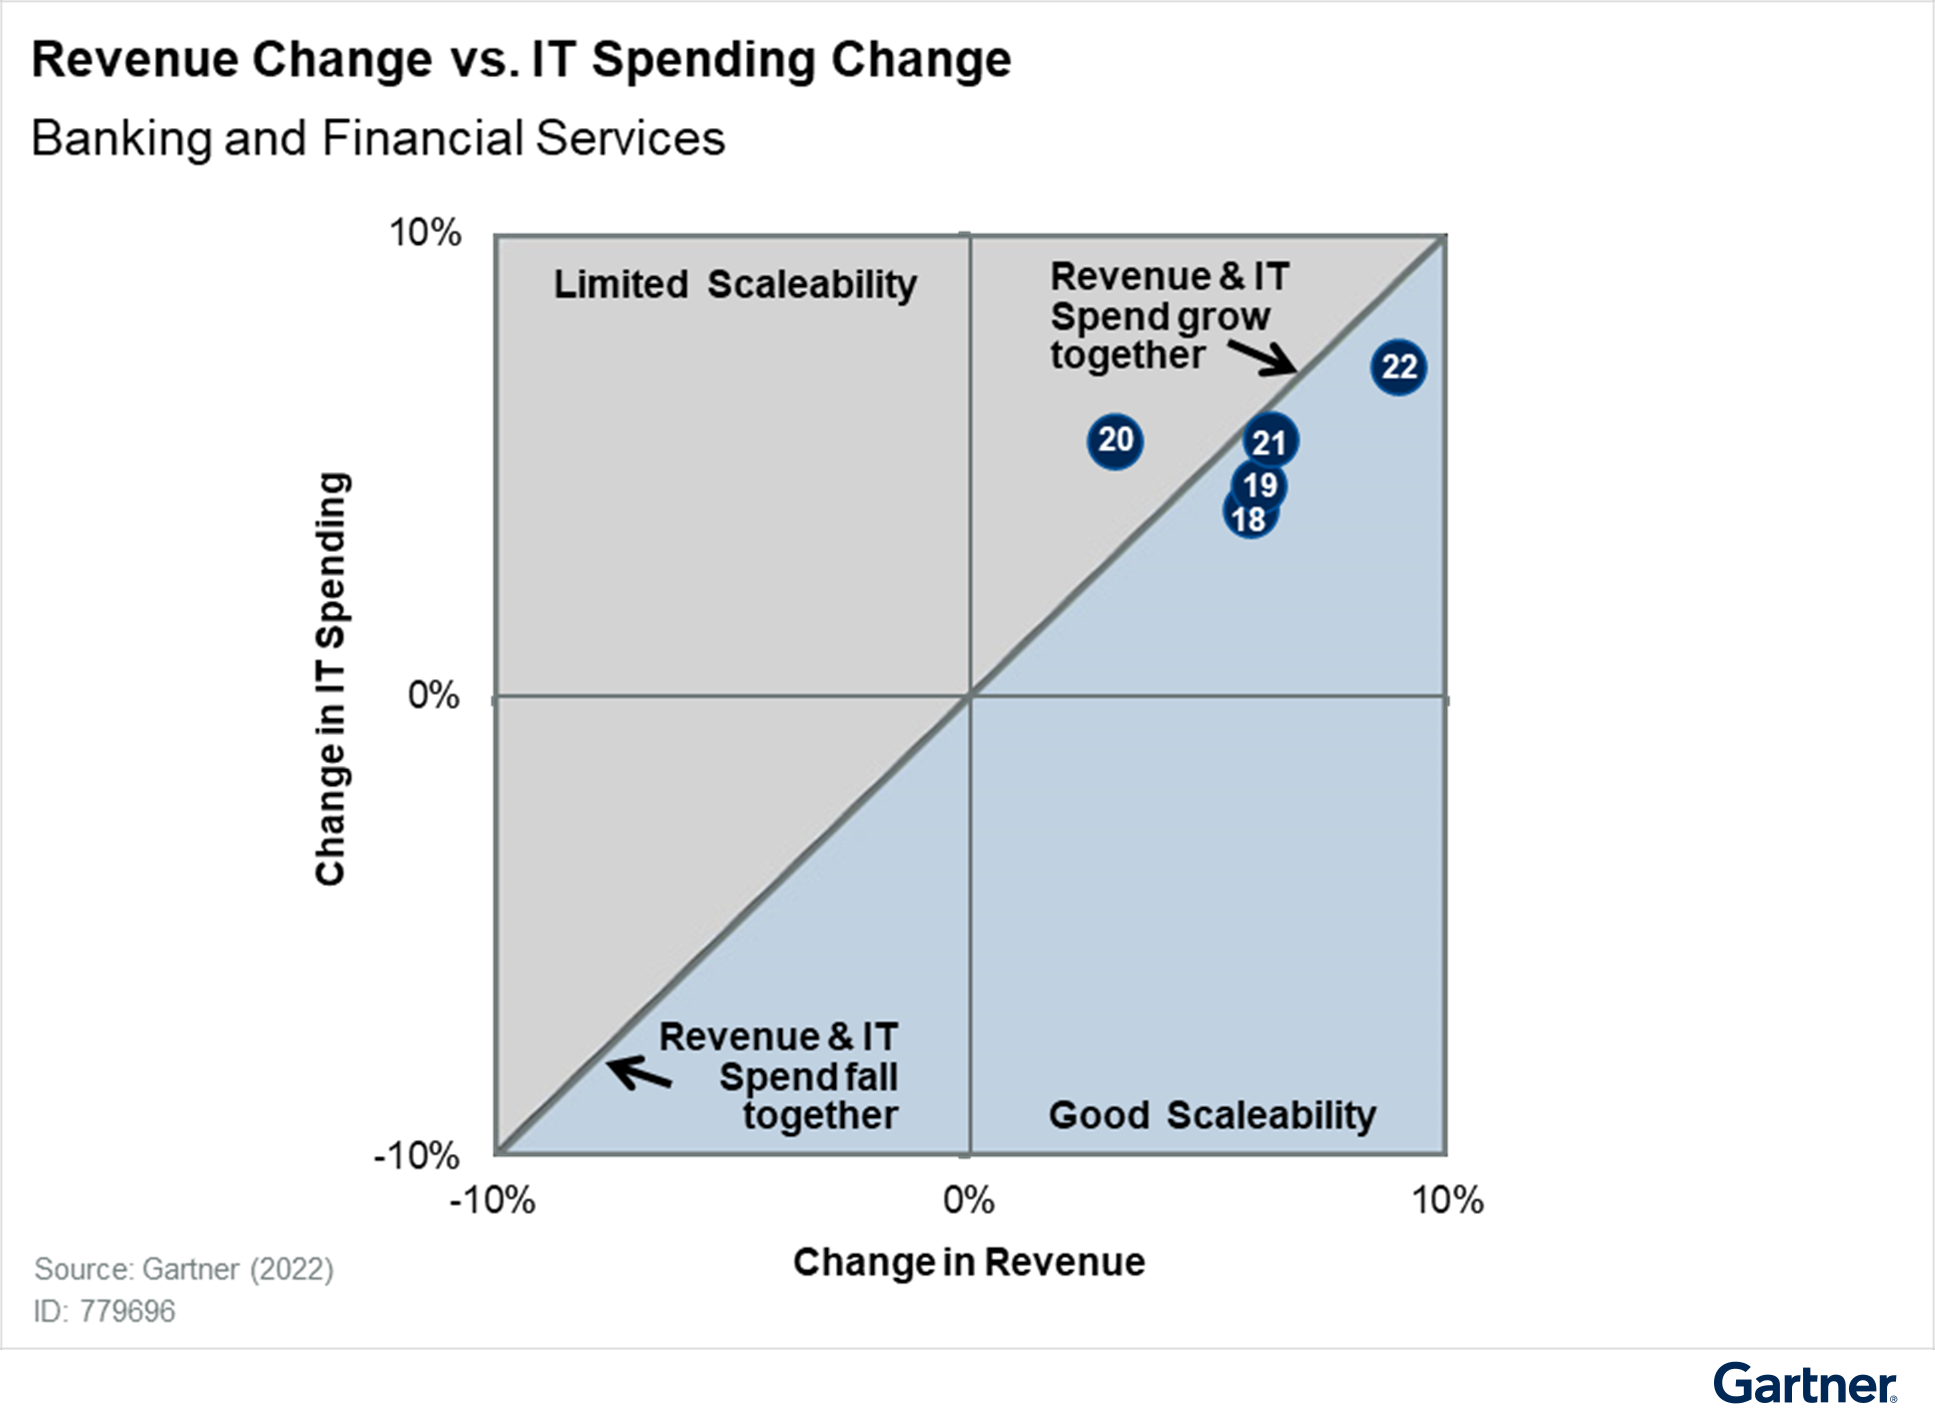 Revenue Change vs. IT Spending Change
Banking and Financial Services
10%
Limited Scaleability
Revenue & IT
Spend grow
together
22
20
21
19
18
Change in IT Spending
0%
Revenue & IT
Spend fall
together
Good Scaleability
-10%
-10%
0%
10%
Change in Revenue
Source: Gartner (2022)
ID: 779696
Gartner®